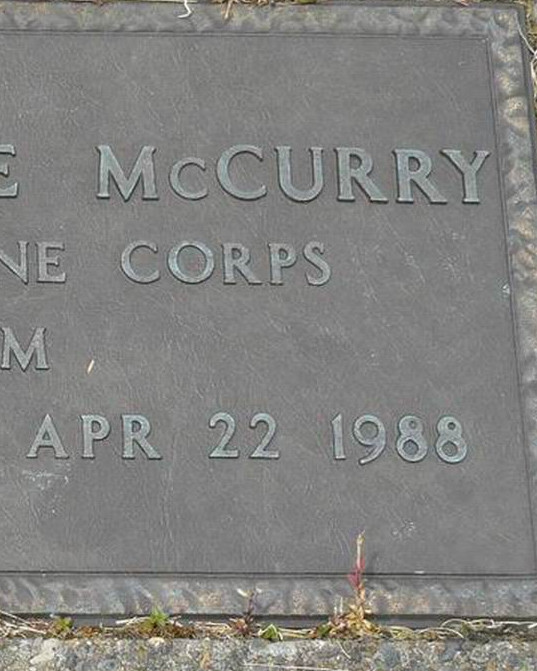 E McCURRY
NE CORPS
M
APR 22 1988